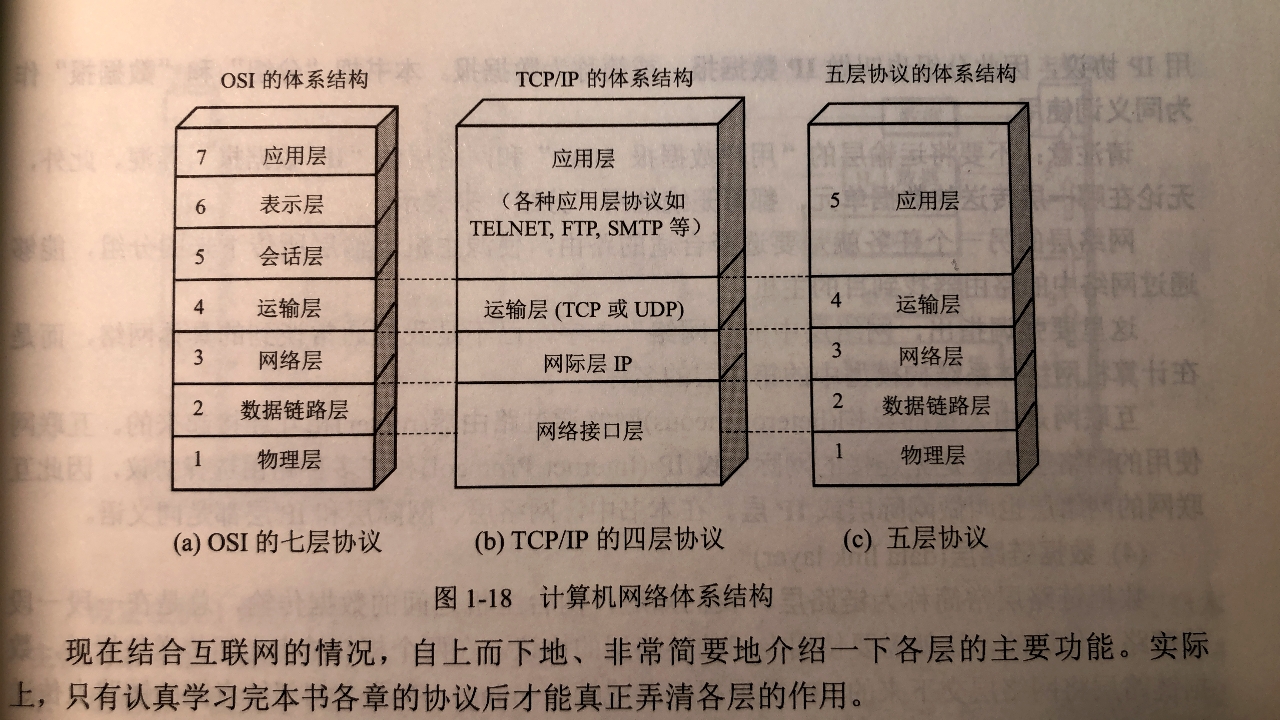 OSI 的体系结构
7 应用层
6 表示层
5 会话层
4 运输层
3 网络层
2 数据链路层
1 物理层
(a) OSI 的七层协议
TCP/IP 的体系结构
应用层
（各种应用层协议如
TELNET, FTP, SMTP 等）
运输层 (TCP 或 UDP)
网际层 IP
网络接口层
(b) TCP/IP 的四层协议
五层协议的体系结构
5 应用层
4 运输层
3 网络层
2 数据链路层
1 物理层
(c) 五层协议
图 1-18 计算机网络体系结构
现在结合互联网的情况，自上而下地、非常简要地介绍一下各层的主要功能。实际
上，只有认真学习完本书各章的协议后才能真正弄清各层的作用。